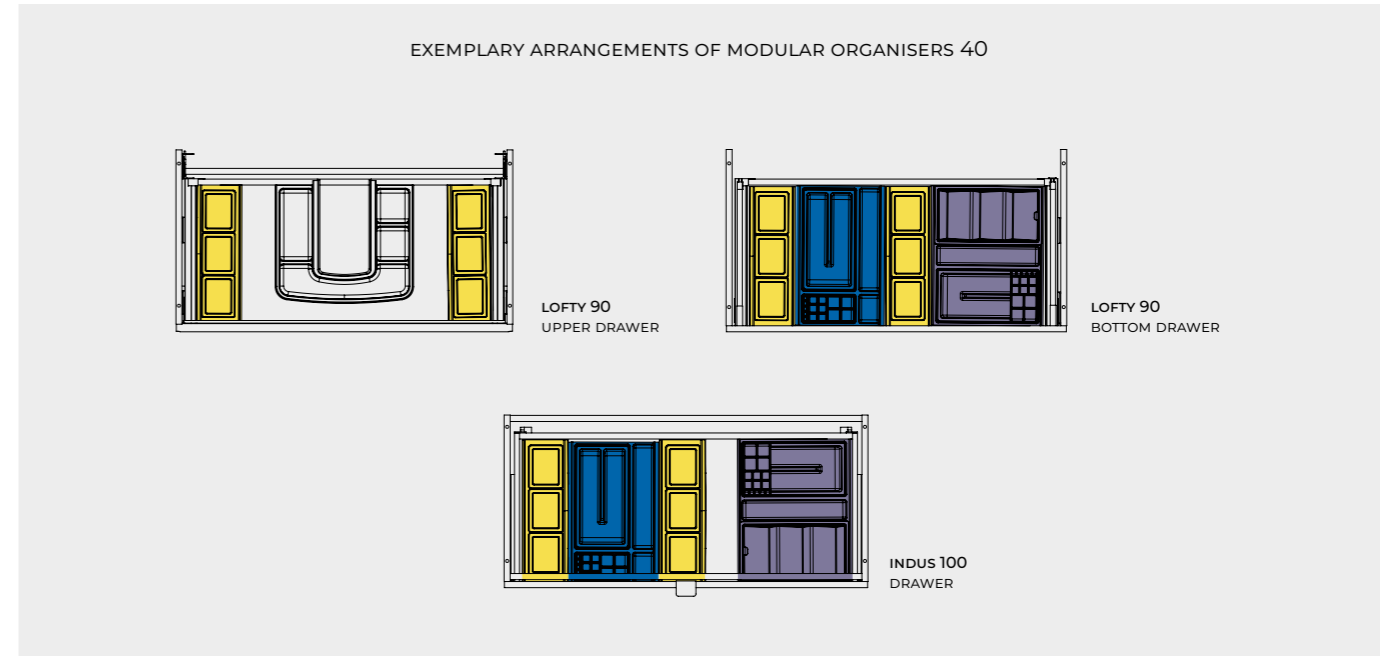 EXEMPLARY ARRANGEMENTS OF MODULAR ORGANISERS 40
LOFTY 90
UPPER DRAWER
LOFTY 90
BOTTOM DRAWER
INDUS 100
DRAWER